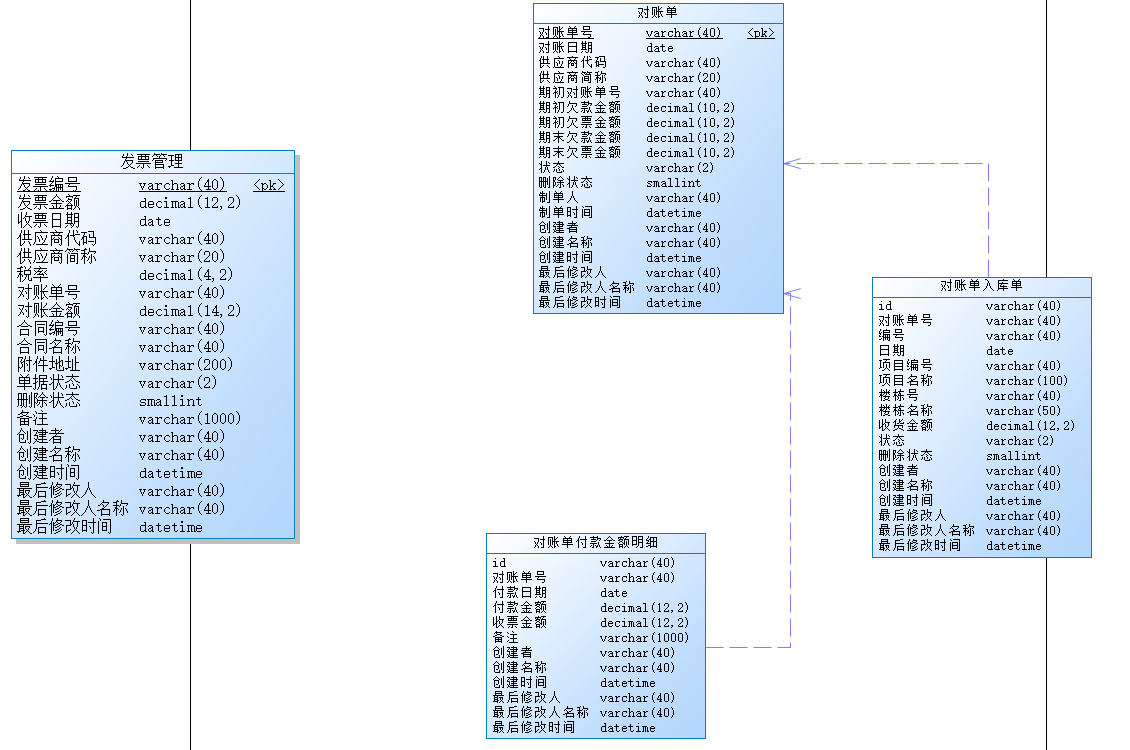 对账单
对账单号 varchar(40) <pk>
对账日期 date
供应商代码 varchar(40)
供应商简称 varchar(20)
期初对账单号 varchar(40)
期初欠款金额 decimal(10,2)
期初欠票金额 decimal(10,2)
期末欠款金额 decimal(10,2)
期末欠票金额 decimal(10,2)
状态 varchar(2)
删除状态 smallint
制单人 varchar(40)
制单时间 datetime
创建者 varchar(40)
创建名称 varchar(40)
创建时间 datetime
最后修改人 varchar(40)
最后修改人名称 varchar(40)
最后修改时间 datetime
发票管理
发票编号 varchar(40) <pk>
发票金额 decimal(12,2)
收票日期 date
供应商代码 varchar(40)
供应商简称 varchar(20)
税率 decimal(4,2)
对账单号 varchar(40)
对账金额 decimal(14,2)
合同编号 varchar(40)
合同名称 varchar(40)
附件地址 varchar(200)
单据状态 varchar(2)
删除状态 smallint
备注 varchar(1000)
创建者 varchar(40)
创建名称 varchar(40)
创建时间 datetime
最后修改人 varchar(40)
最后修改人名称 varchar(40)
最后修改时间 datetime
对账单入库单
id varchar(40)
对账单号 varchar(40)
编号 varchar(40)
日期 date
项目编号 varchar(40)
项目名称 varchar(100)
楼栋号 varchar(40)
楼栋名称 varchar(50)
收货金额 decimal(12,2)
状态 varchar(2)
删除状态 smallint
创建者 varchar(40)
创建名称 varchar(40)
创建时间 datetime
最后修改人 varchar(40)
最后修改人名称 varchar(40)
最后修改时间 datetime
对账单付款金额明细
id varchar(40)
对账单号 varchar(40)
付款日期 date
付款金额 decimal(12,2)
收票金额 decimal(12,2)
备注 varchar(1000)
创建者 varchar(40)
创建名称 varchar(40)
创建时间 datetime
最后修改人 varchar(40)
最后修改人名称 varchar(40)
最后修改时间 datetime